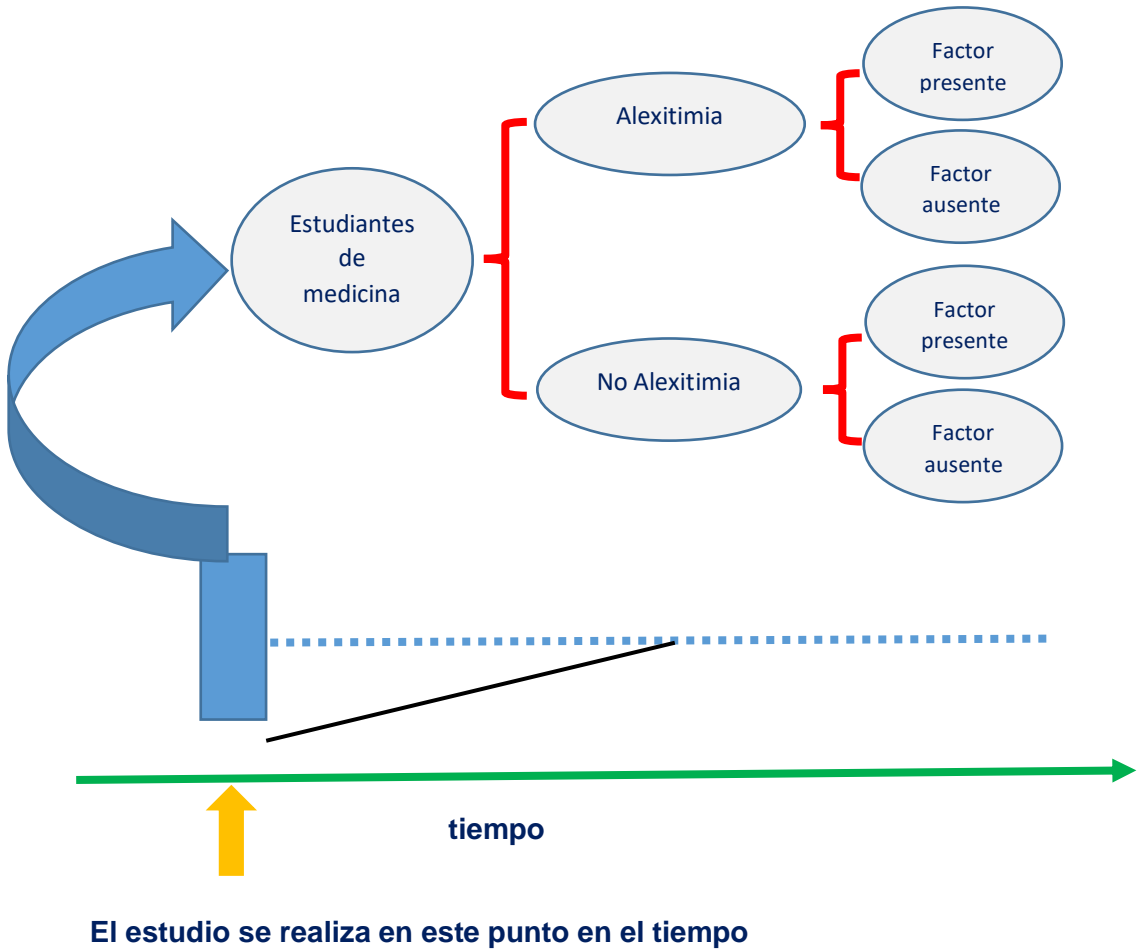 Factor
presente
Alexitimia
Factor
ausente
Estudiantes
de
medicina
Factor
presente
No Alexitimia
Factor
ausente
tiempo
El estudio se realiza en este punto en el tiempo